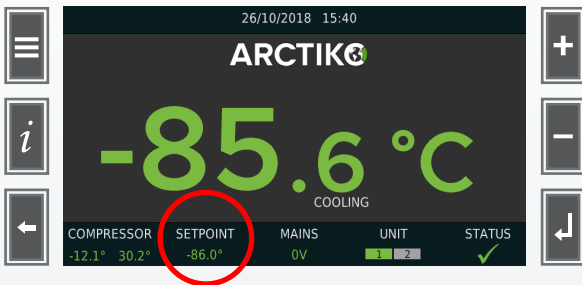 26/10/2018 15:40
ARCTIKO
-85.6 °C
COOLING
COMPRESSOR SETPOINT MAINS UNIT STATUS
-12.1° 30.2° -86.0° 0V 1 2
i
+
-